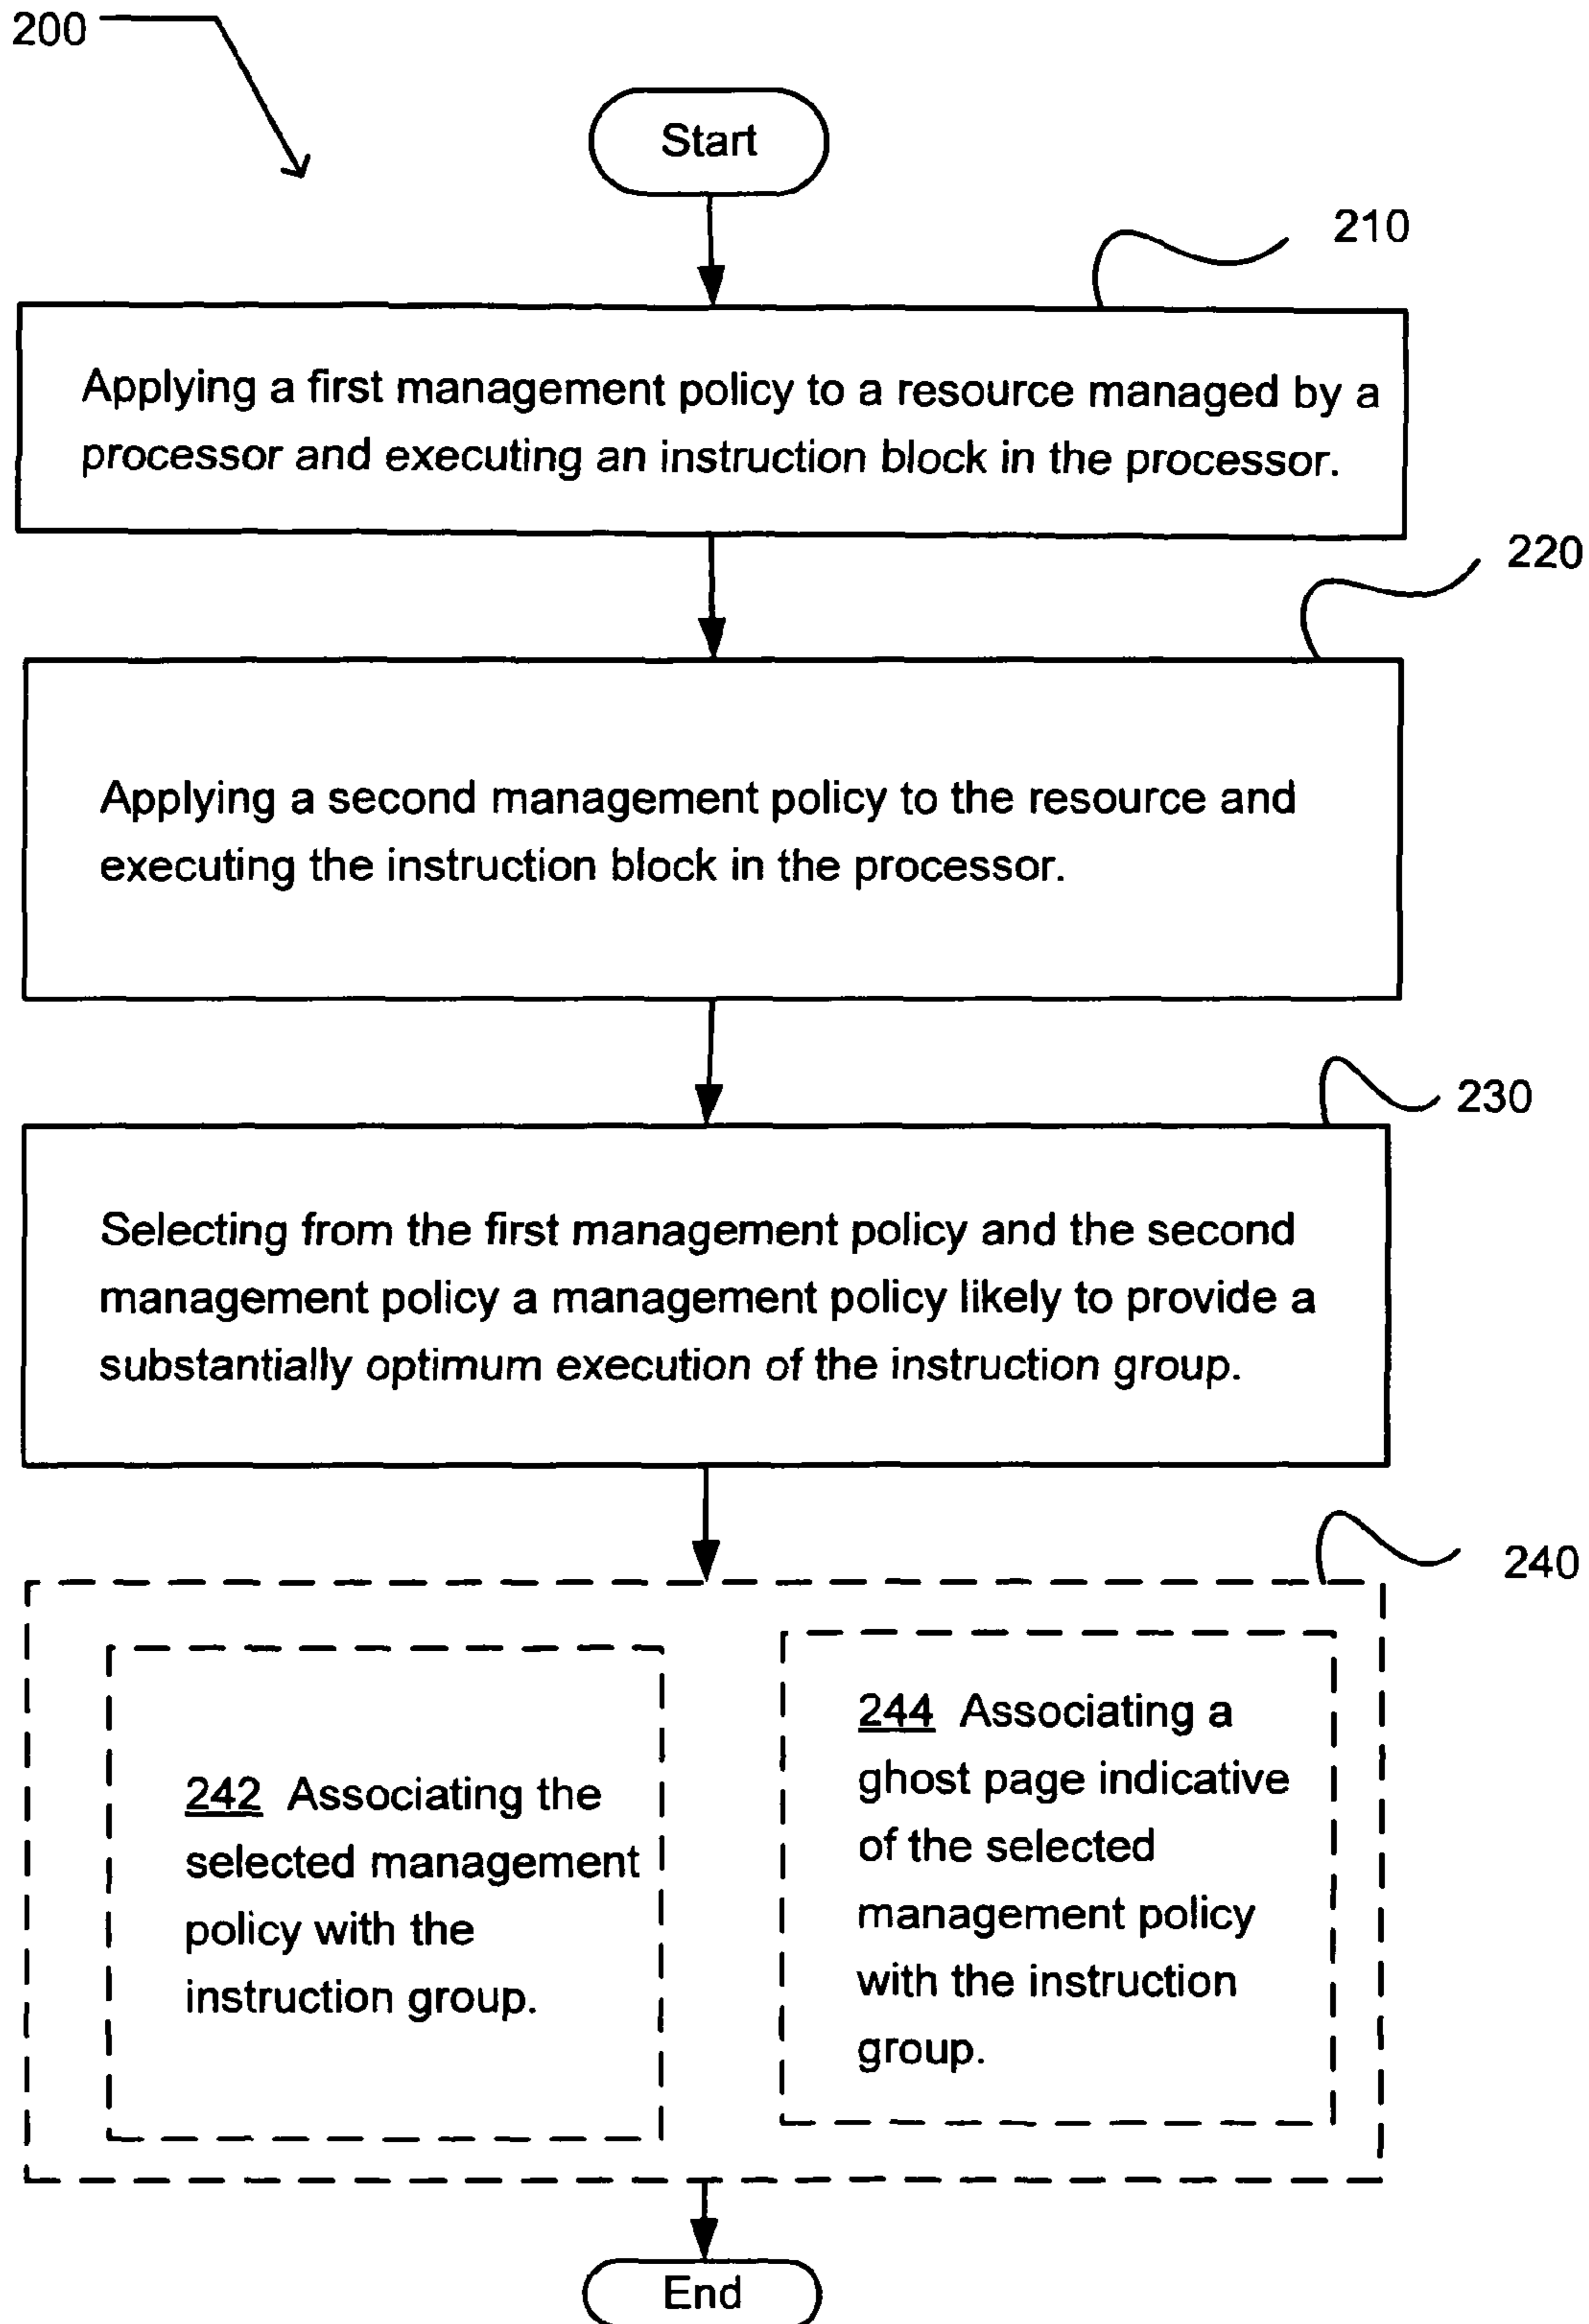 200
Start
210
Applying a first management policy to a resource managed by a
processor and executing an instruction block in the processor.
220
Applying a second management policy to the resource and
executing the instruction block in the processor.
230
Selecting from the first management policy and the second
management policy a management policy likely to provide a
substantially optimum execution of the instruction group.
240
242 Associating the
selected management
policy with the
instruction group.
244 Associating a
ghost page indicative
of the selected
management policy
with the instruction
group.
End